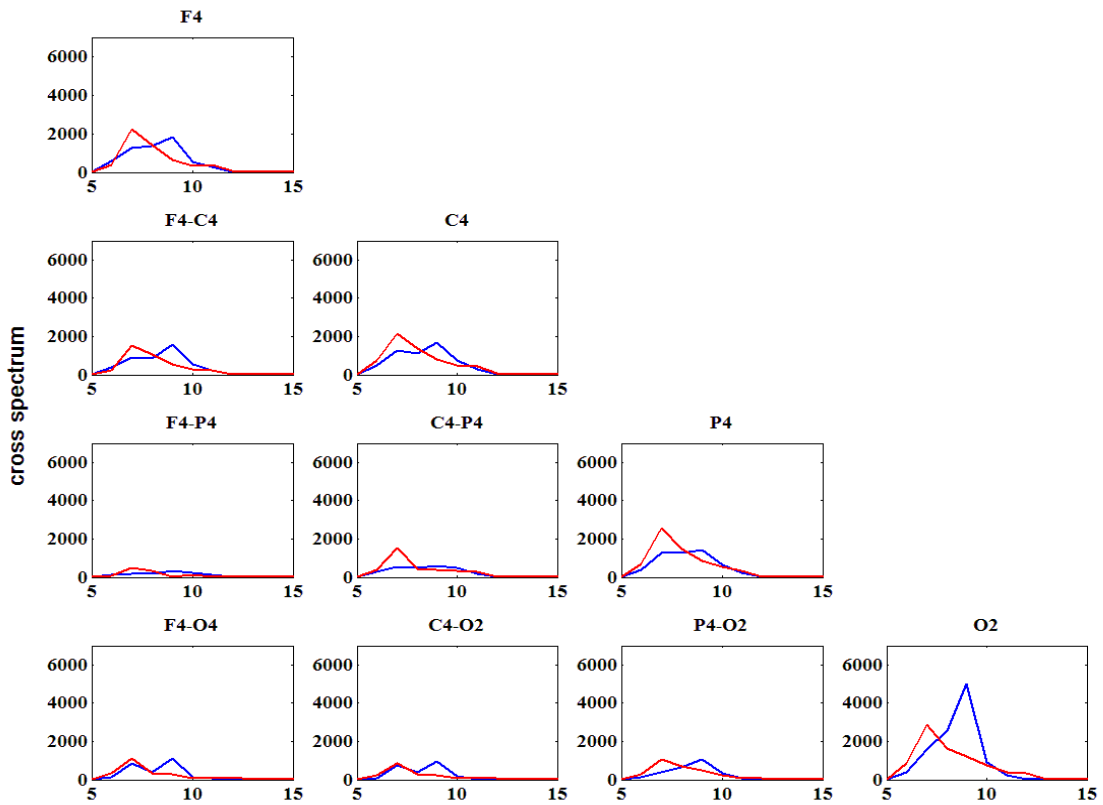 F4
6000
4000
2000
0
5 10 15
F4-C4 C4
6000 6000
4000 4000
2000 2000
0 0
5 10 15 5 10 15
cross spectrum
F4-P4 C4-P4 P4
6000 6000 6000
4000 4000 4000
2000 2000 2000
0 0 0
5 10 15 5 10 15 5 10 15
F4-O4 C4-O2 P4-O2 O2
6000 6000 6000 6000
4000 4000 4000 4000
2000 2000 2000 2000
0 0 0 0
5 10 15 5 10 15 5 10 15 5 10 15